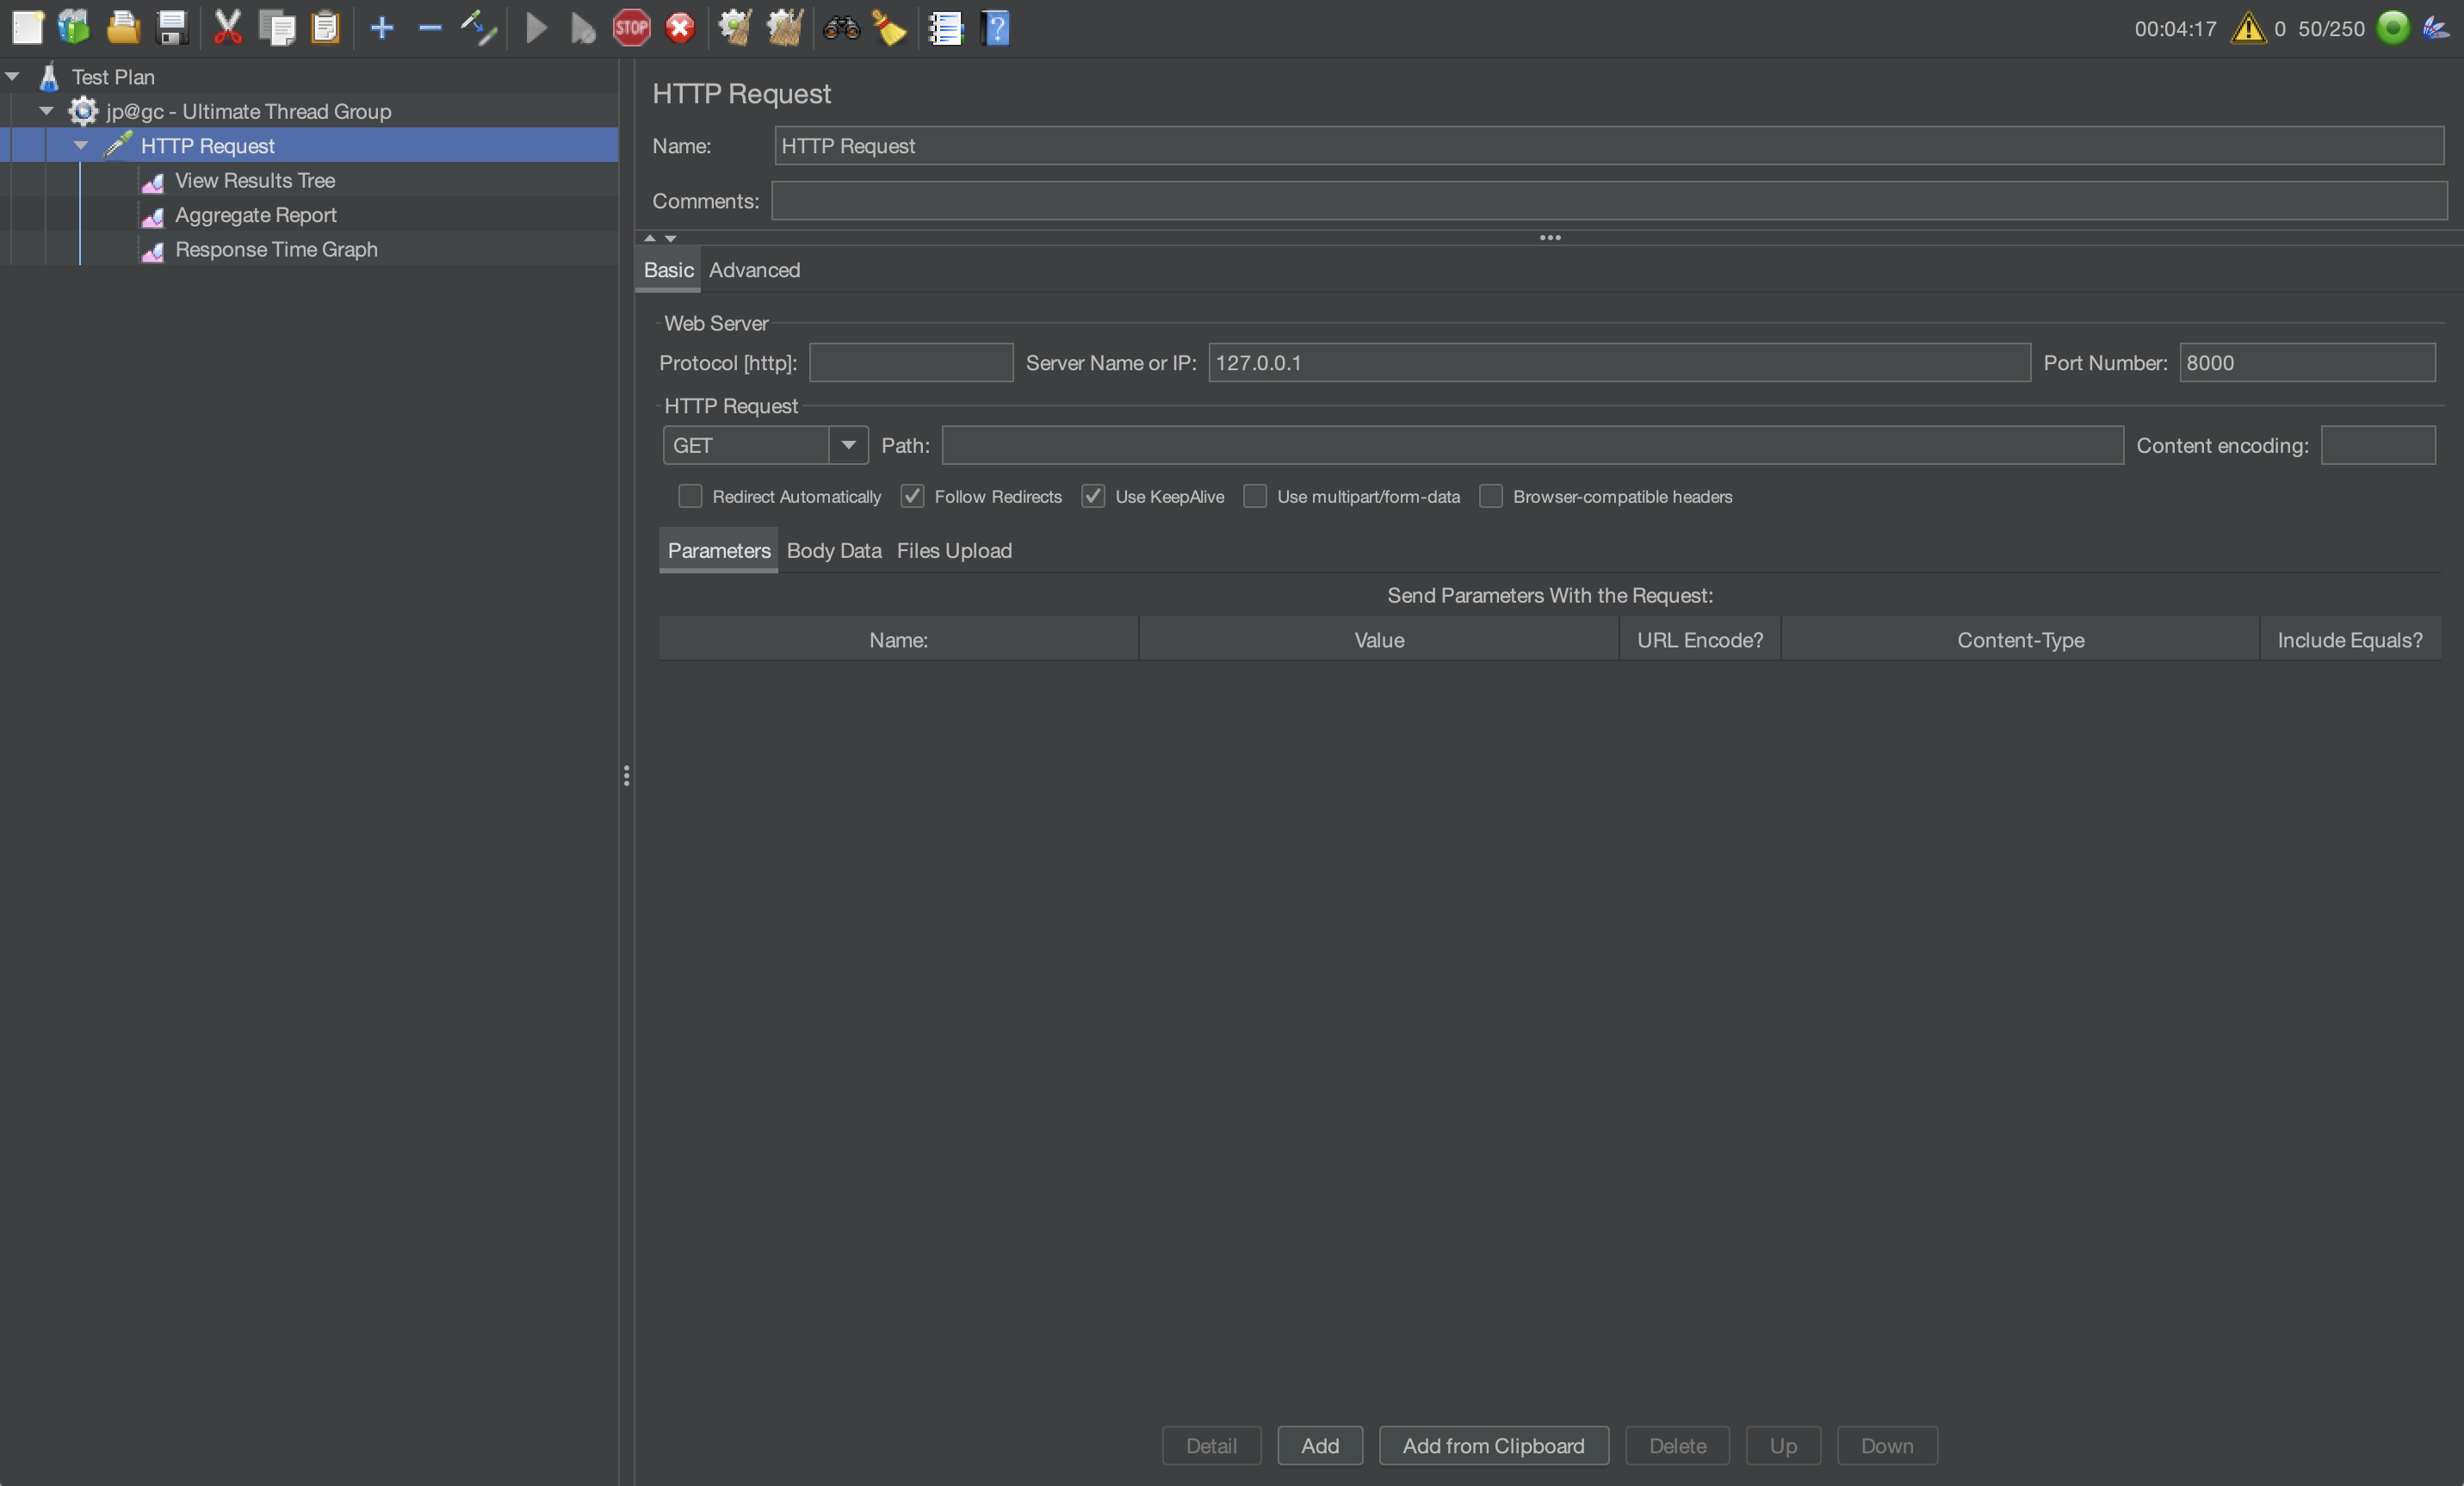 STOP
?
00:04:17 0 50/250
Test Plan
jp@gc - Ultimate Thread Group
HTTP Request
View Results Tree
Aggregate Report
Response Time Graph
HTTP Request
Name: HTTP Request
Comments:
Basic Advanced
Web Server
Protocol [http]: Server Name or IP: 127.0.0.1 Port Number: 8000
HTTP Request
GET Path: Content encoding:
Redirect Automatically Follow Redirects Use KeepAlive Use multipart/form-data Browser-compatible headers
Parameters Body Data Files Upload
Send Parameters With the Request:
Name: Value URL Encode? Content-Type Include Equals?
Detail Add Add from Clipboard Delete Up Down